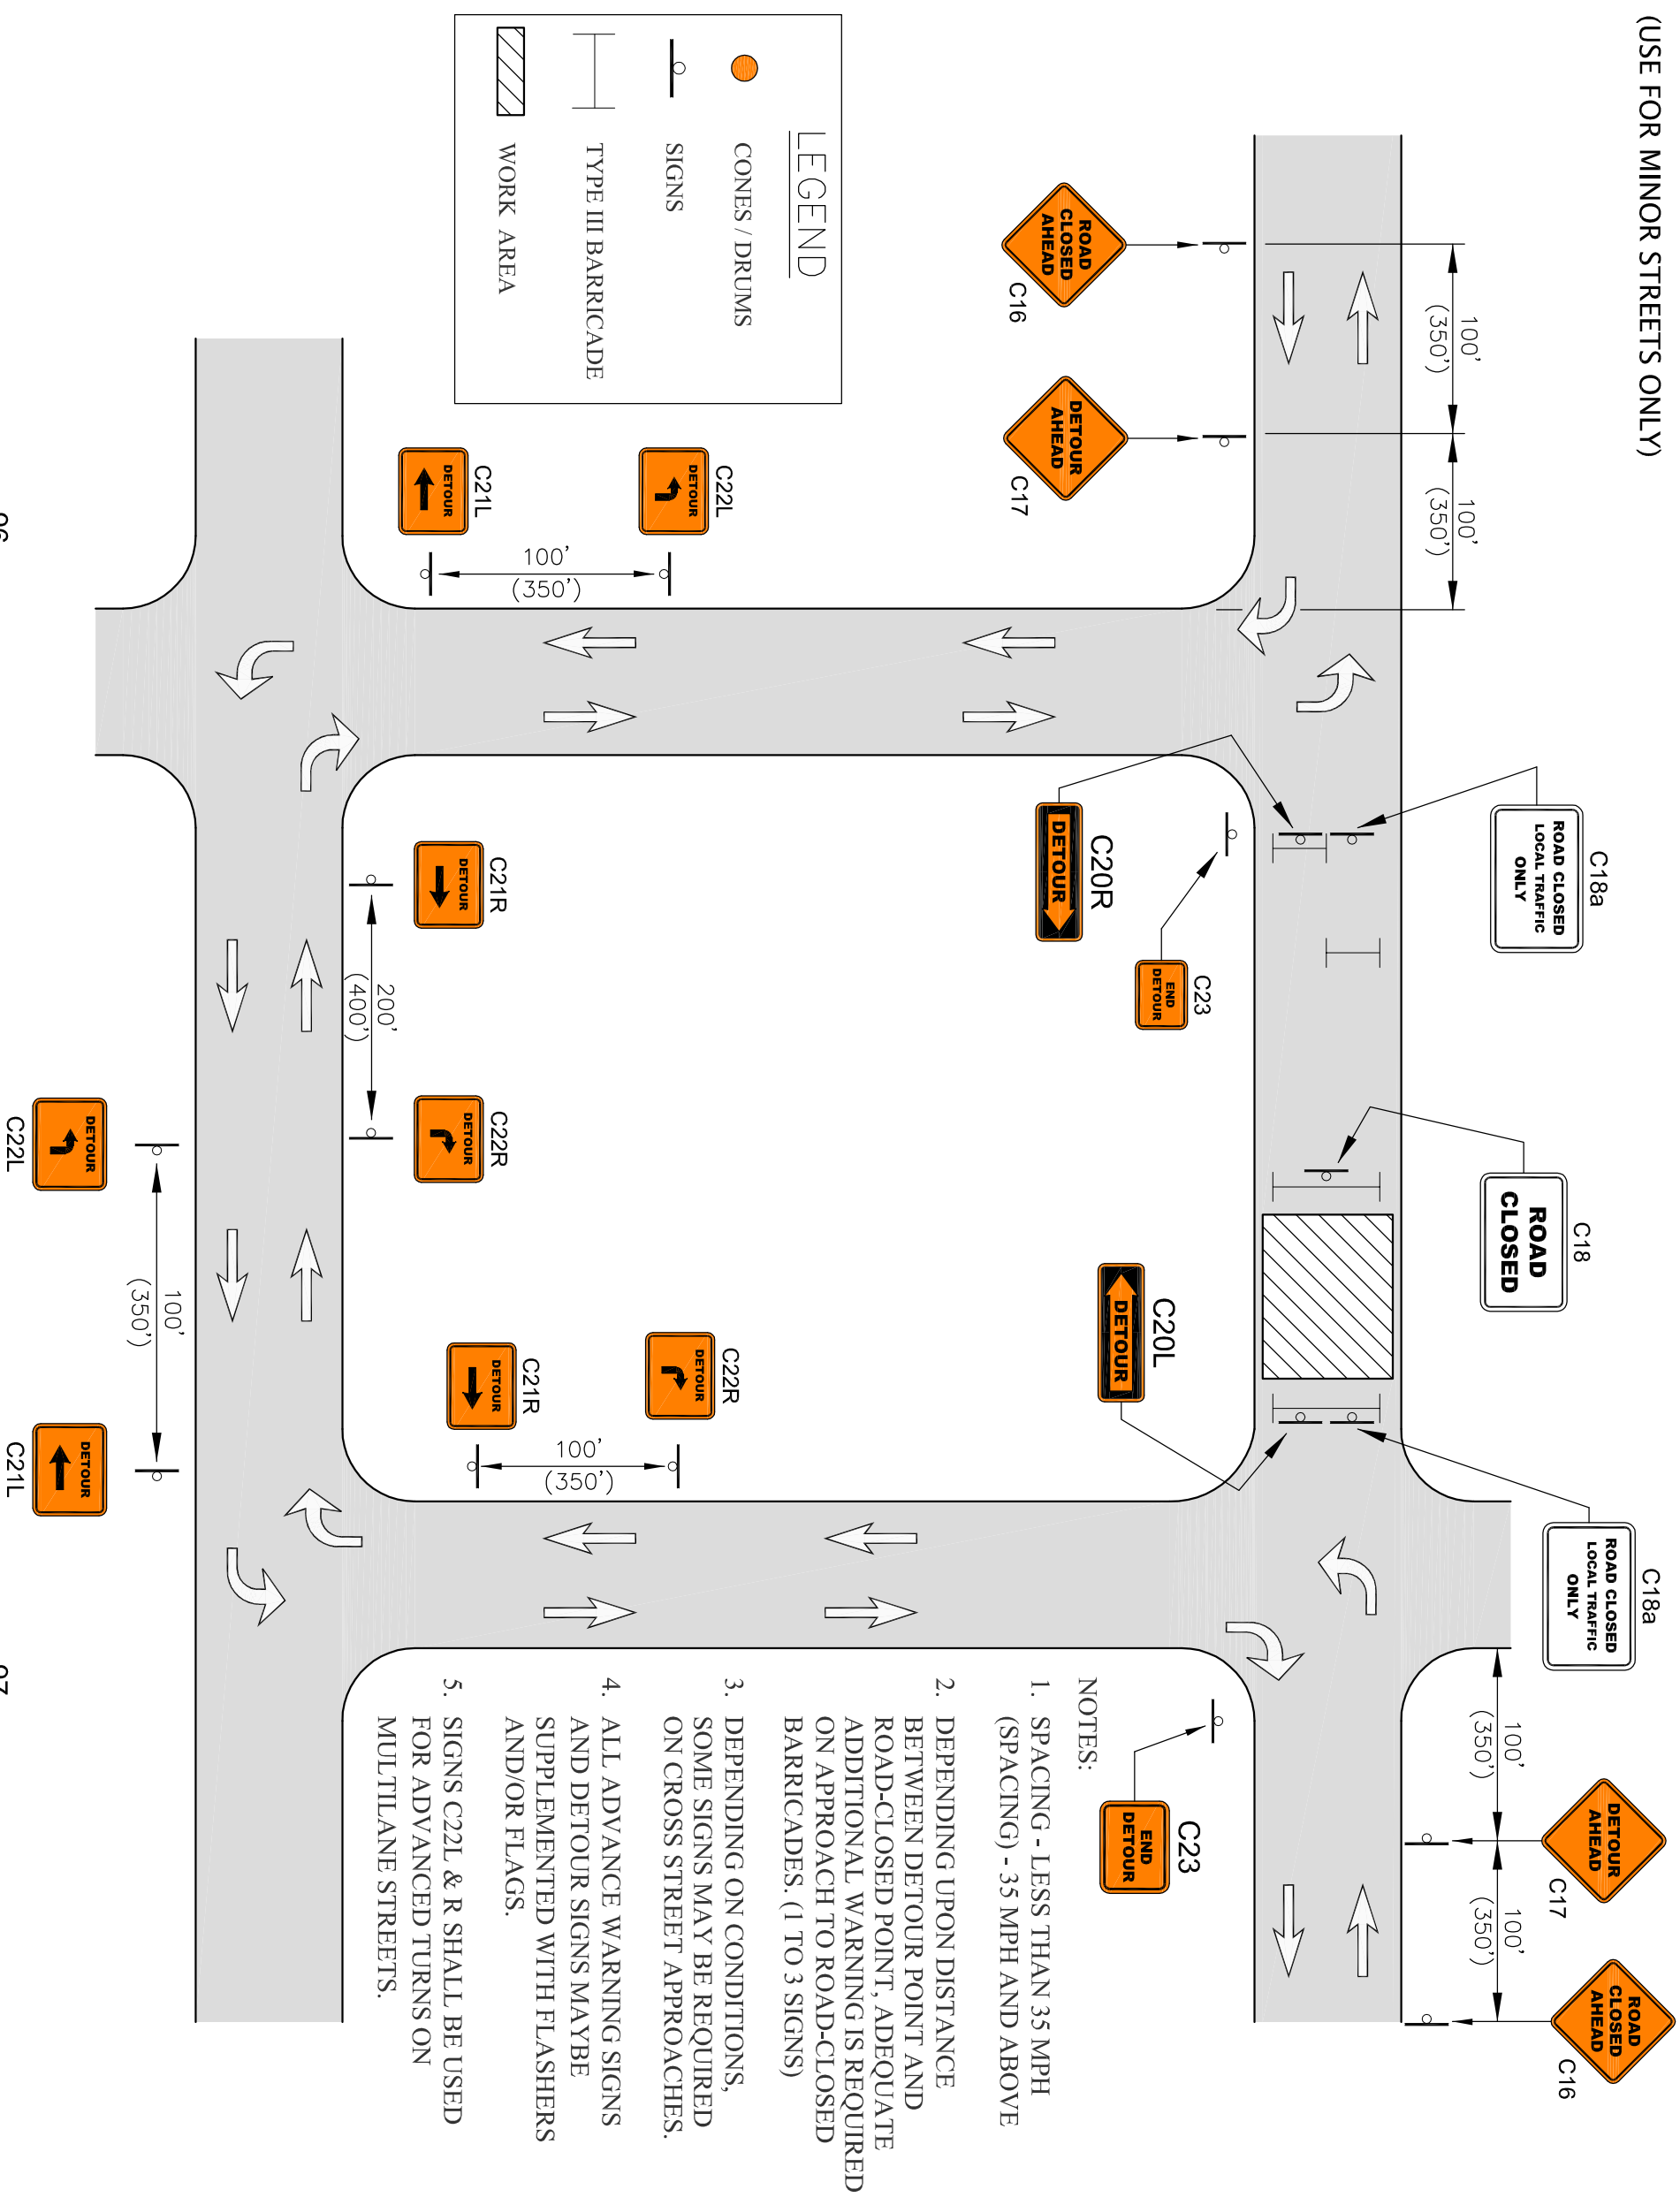 (USE FOR MINOR STREETS ONLY)
ROAD
CLOSED
AHEAD
C16
DETOUR
AHEAD
C17
100'
(350')
100'
(350')
C18a
ROAD CLOSED
LOCAL TRAFFIC
ONLY
C18a
ROAD CLOSED
LOCAL TRAFFIC
ONLY
C18
ROAD
CLOSED
100'
(350')
100'
(350')
ROAD
CLOSED
AHEAD
C16
DETOUR
AHEAD
C17
C23
END
DETOUR
C20R
DETOUR
C20L
DETOUR
C23
END
DETOUR
NOTES:
1. SPACING - LESS THAN 35 MPH
(SPACING) - 35 MPH AND ABOVE
2. DEPENDING UPON DISTANCE
BETWEEN DETOUR POINT AND
ROAD-CLOSED POINT, ADEQUATE
ADDITIONAL WARNING IS REQUIRED
ON APPROACH TO ROAD-CLOSED
BARRICADES. (1 TO 3 SIGNS)
3. DEPENDING ON CONDITIONS,
SOME SIGNS MAY BE REQUIRED
ON CROSS STREET APPROACHES.
4. ALL ADVANCE WARNING SIGNS
AND DETOUR SIGNS MAYBE
SUPPLEMENTED WITH FLASHERS
AND/OR FLAGS.
5. SIGNS C22L & R SHALL BE USED
FOR ADVANCED TURNS ON
MULTILANE STREETS.
LEGEND
CONES / DRUMS
SIGNS
TYPE III BARRICADE
WORK AREA
C22L
DETOUR
100'
(350')
C21L
DETOUR
C22R
DETOUR
100'
(350')
C21R
DETOUR
C21R
DETOUR
C22R
DETOUR
200'
(400')
100'
(350')
DETOUR
C22L
DETOUR
C21L